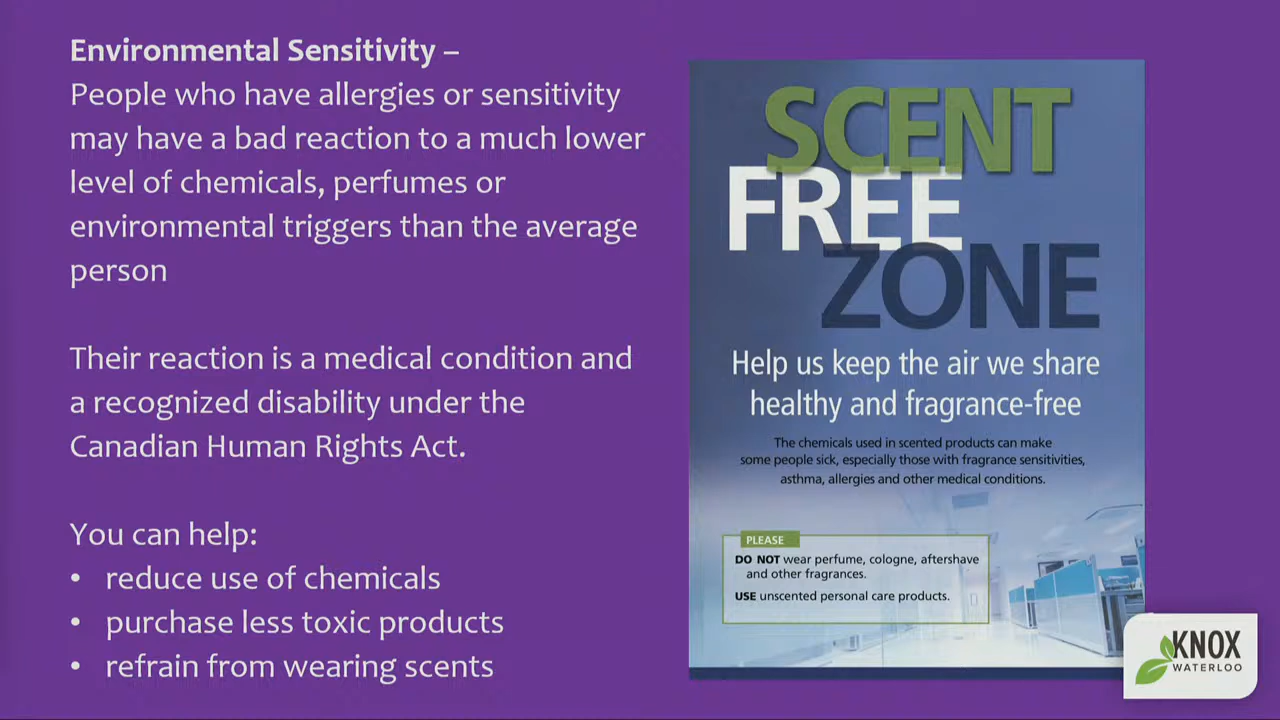 Environmental Sensitivity –
People who have allergies or sensitivity
may have a bad reaction to a much lower
level of chemicals, perfumes or
environmental triggers than the average
person
Their reaction is a medical condition and
a recognized disability under the
Canadian Human Rights Act.
You can help:
• reduce use of chemicals
• purchase less toxic products
• refrain from wearing scents
SCENT
FREE
ZONE
Help us keep the air we share
healthy and fragrance-free
The chemicals used in scented products can make
some people sick, especially those with fragrance sensitivities,
asthma, allergies and other medical conditions.
PLEASE
DO NOT wear perfume, cologne, aftershave
and other fragrances.
USE unscented personal care products.
KNOX
WATERLOO